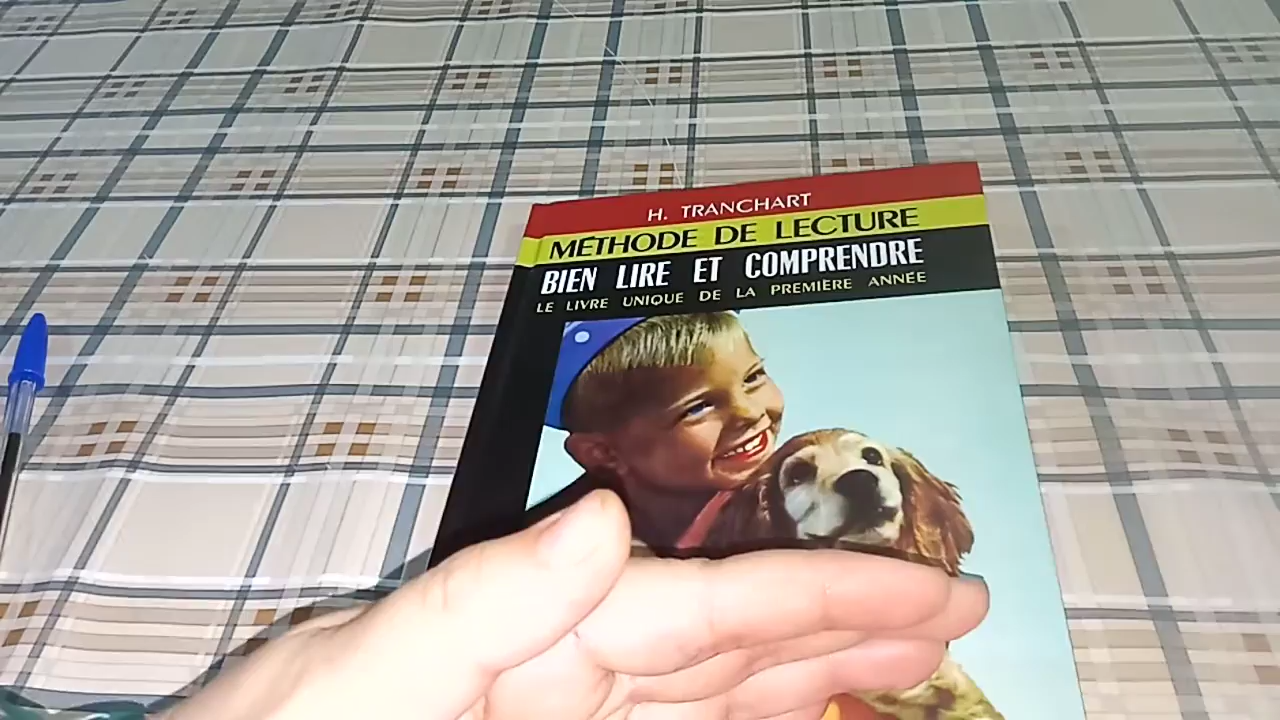 H. TRANCHART
MÉTHODE DE LECTURE
BIEN LIRE ET COMPRENDRE
LE LIVRE UNIQUE DE LA PREMIÈRE ANNÉE